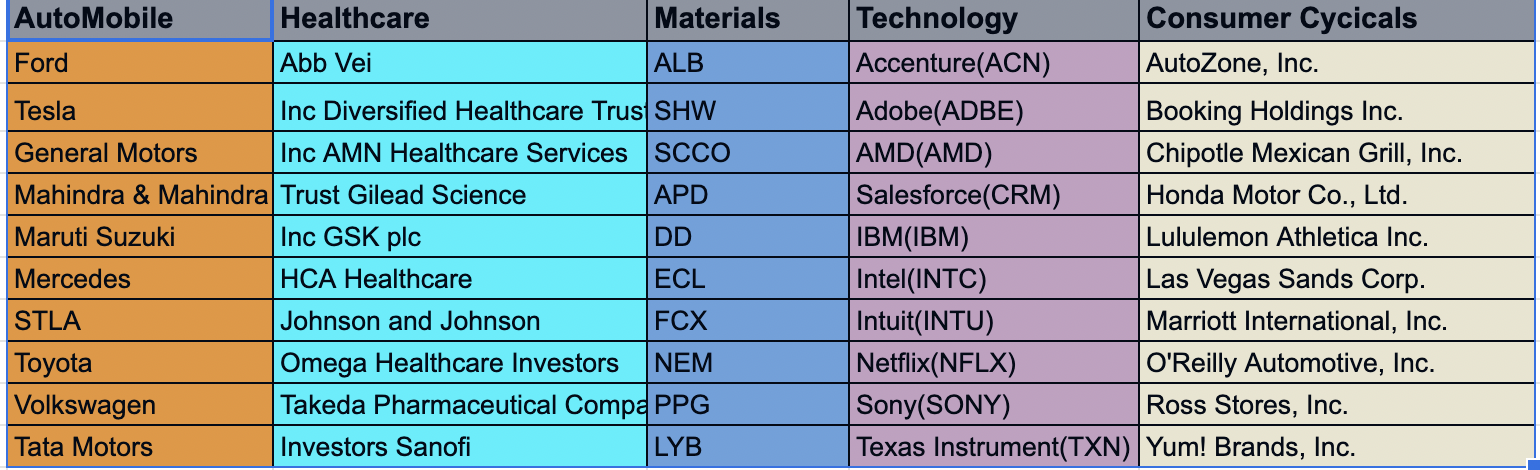 AutoMobile Healthcare Materials Technology Consumer Cycicals
Ford Abb Vei ALB Accenture(ACN) AutoZone, Inc.
Tesla Inc Diversified Healthcare Trust SHW Adobe(ADBE) Booking Holdings Inc.
General Motors Inc AMN Healthcare Services SCCO AMD(AMD) Chipotle Mexican Grill, Inc.
Mahindra & Mahindra Trust Gilead Science APD Salesforce(CRM) Honda Motor Co., Ltd.
Maruti Suzuki Inc GSK plc DD IBM(IBM) Lululemon Athletica Inc.
Mercedes HCA Healthcare ECL Intel(INTC) Las Vegas Sands Corp.
STLA Johnson and Johnson FCX Intuit(INTU) Marriott International, Inc.
Toyota Omega Healthcare Investors NEM Netflix(NFLX) O'Reilly Automotive, Inc.
Volkswagen Takeda Pharmaceutical Compa PPG Sony(SONY) Ross Stores, Inc.
Tata Motors Investors Sanofi LYB Texas Instrument(TXN) Yum! Brands, Inc.